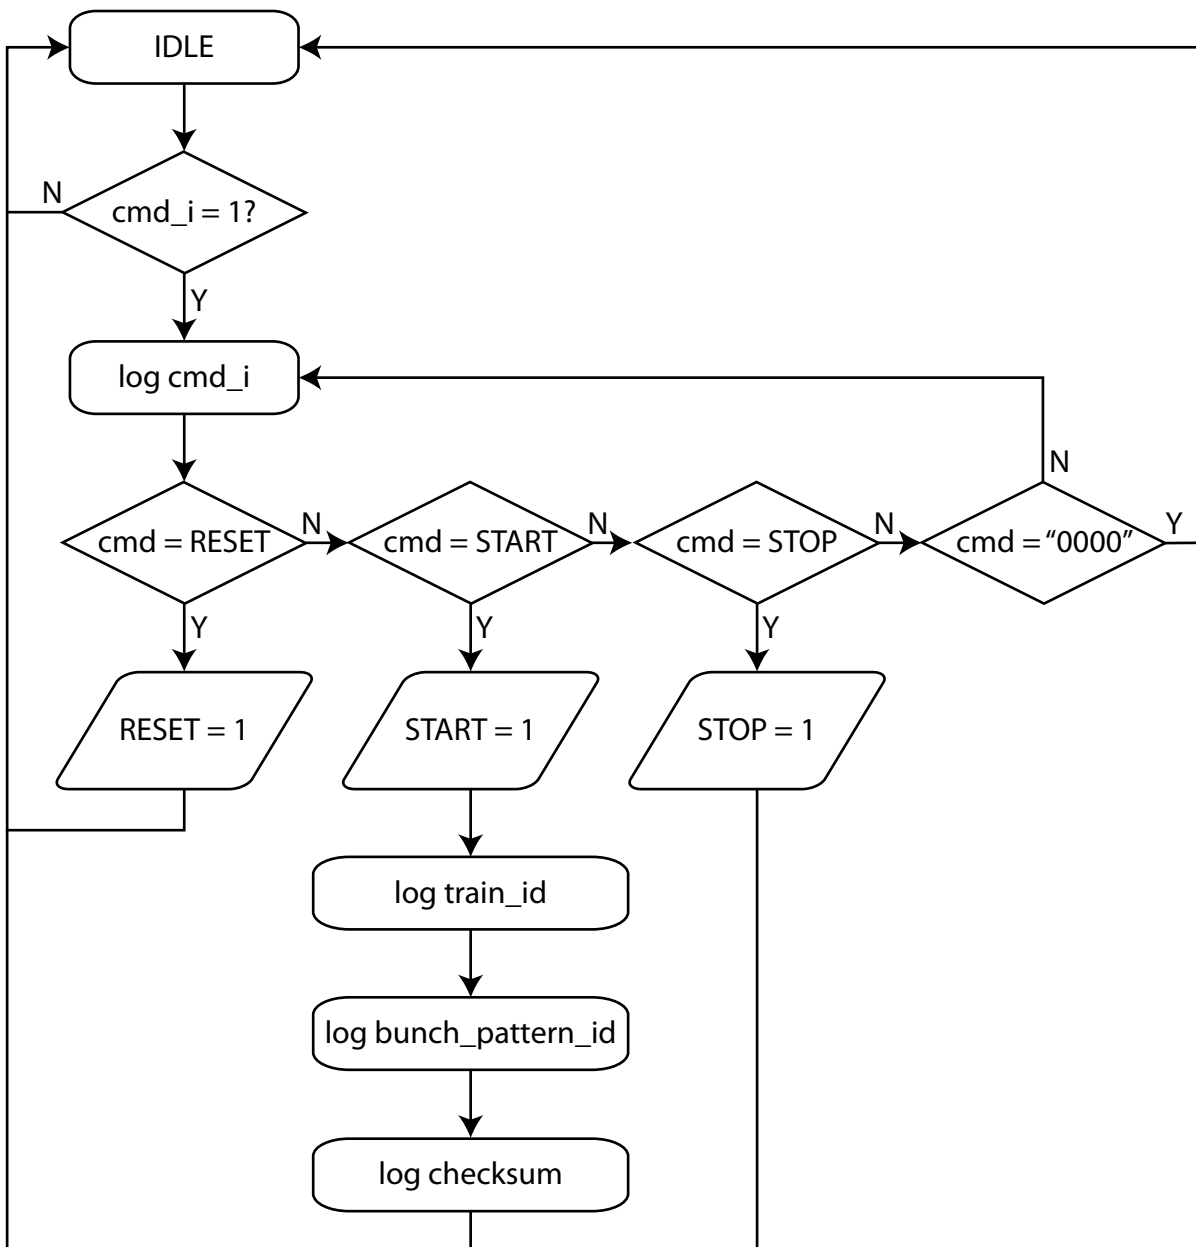 IDLE
N
cmd_i = 1?
Y
log cmd_i
N
cmd = RESET
N
cmd = START
N
cmd = STOP
N
cmd = “0000”
Y
Y
Y
Y
RESET = 1
START = 1
STOP = 1
log train_id
log bunch_pattern_id
log checksum